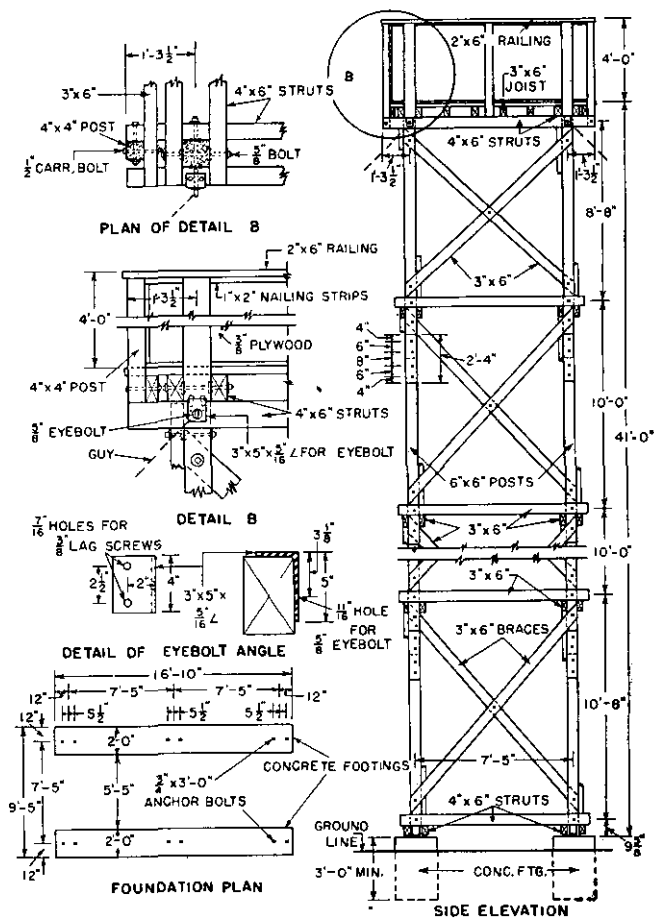 1'-3 1/2"
3"x6"
4"x6" STRUTS
4"x4" POST
1/2" CARR. BOLT
5/8" BOLT
PLAN OF DETAIL B
2"x6" RAILING
1'-3 1/2"
1"x2" NAILING STRIPS
4'-0"
3/8" PLYWOOD
4"x4" POST
4"x6" STRUTS
5/8" EYEBOLT
3"x5"x 5/16 ∠ FOR EYEBOLT
GUY
DETAIL B
7/16" HOLES FOR
3/8" LAG SCREWS
2 1/2"
2"
4"
3"x5"x
5/16" ∠
3 1/8"
5"
11/16" HOLE
FOR
5/8" EYEBOLT
DETAIL OF EYEBOLT ANGLE
16'-10"
12"
7'-5"
7'-5"
12"
5 1/2"
5 1/2"
5 1/2"
12"
2'-0"
7'-5"
9'-5"
5'-5"
3/4" x 3'-0"
ANCHOR BOLTS
CONCRETE FOOTINGS
2'-0"
12"
FOUNDATION PLAN
B
2"x6" RAILING
3"x6" JOIST
4'-0"
4"x6" STRUTS
1'-3 1/2"
1'-3 1/2"
8'-8"
3"x6"
4"
6"
8"
6"
4"
2'-4"
10'-0"
41'-0"
6"x6" POSTS
3"x6"
10'-0"
3"x6"
3"x6" BRACES
10'-8"
7'-5"
4"x6" STRUTS
GROUND LINE
3'-0" MIN.
CONC. FTG.
SIDE ELEVATION